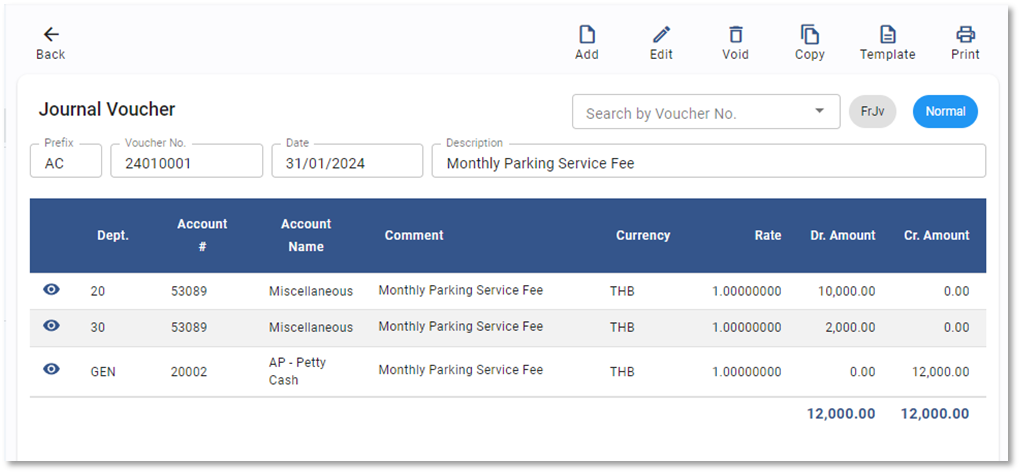 Back
Add Edit Void Copy Template Print
Journal Voucher
Search by Voucher No. FrJv Normal
Prefix Voucher No. Date Description
AC 24010001 31/01/2024 Monthly Parking Service Fee
Dept. Account # Account Name Comment Currency Rate Dr. Amount Cr. Amount
20 53089 Miscellaneous Monthly Parking Service Fee THB 1.00000000 10,000.00 0.00
30 53089 Miscellaneous Monthly Parking Service Fee THB 1.00000000 2,000.00 0.00
GEN 20002 AP - Petty Cash Monthly Parking Service Fee THB 1.00000000 0.00 12,000.00
12,000.00 12,000.00